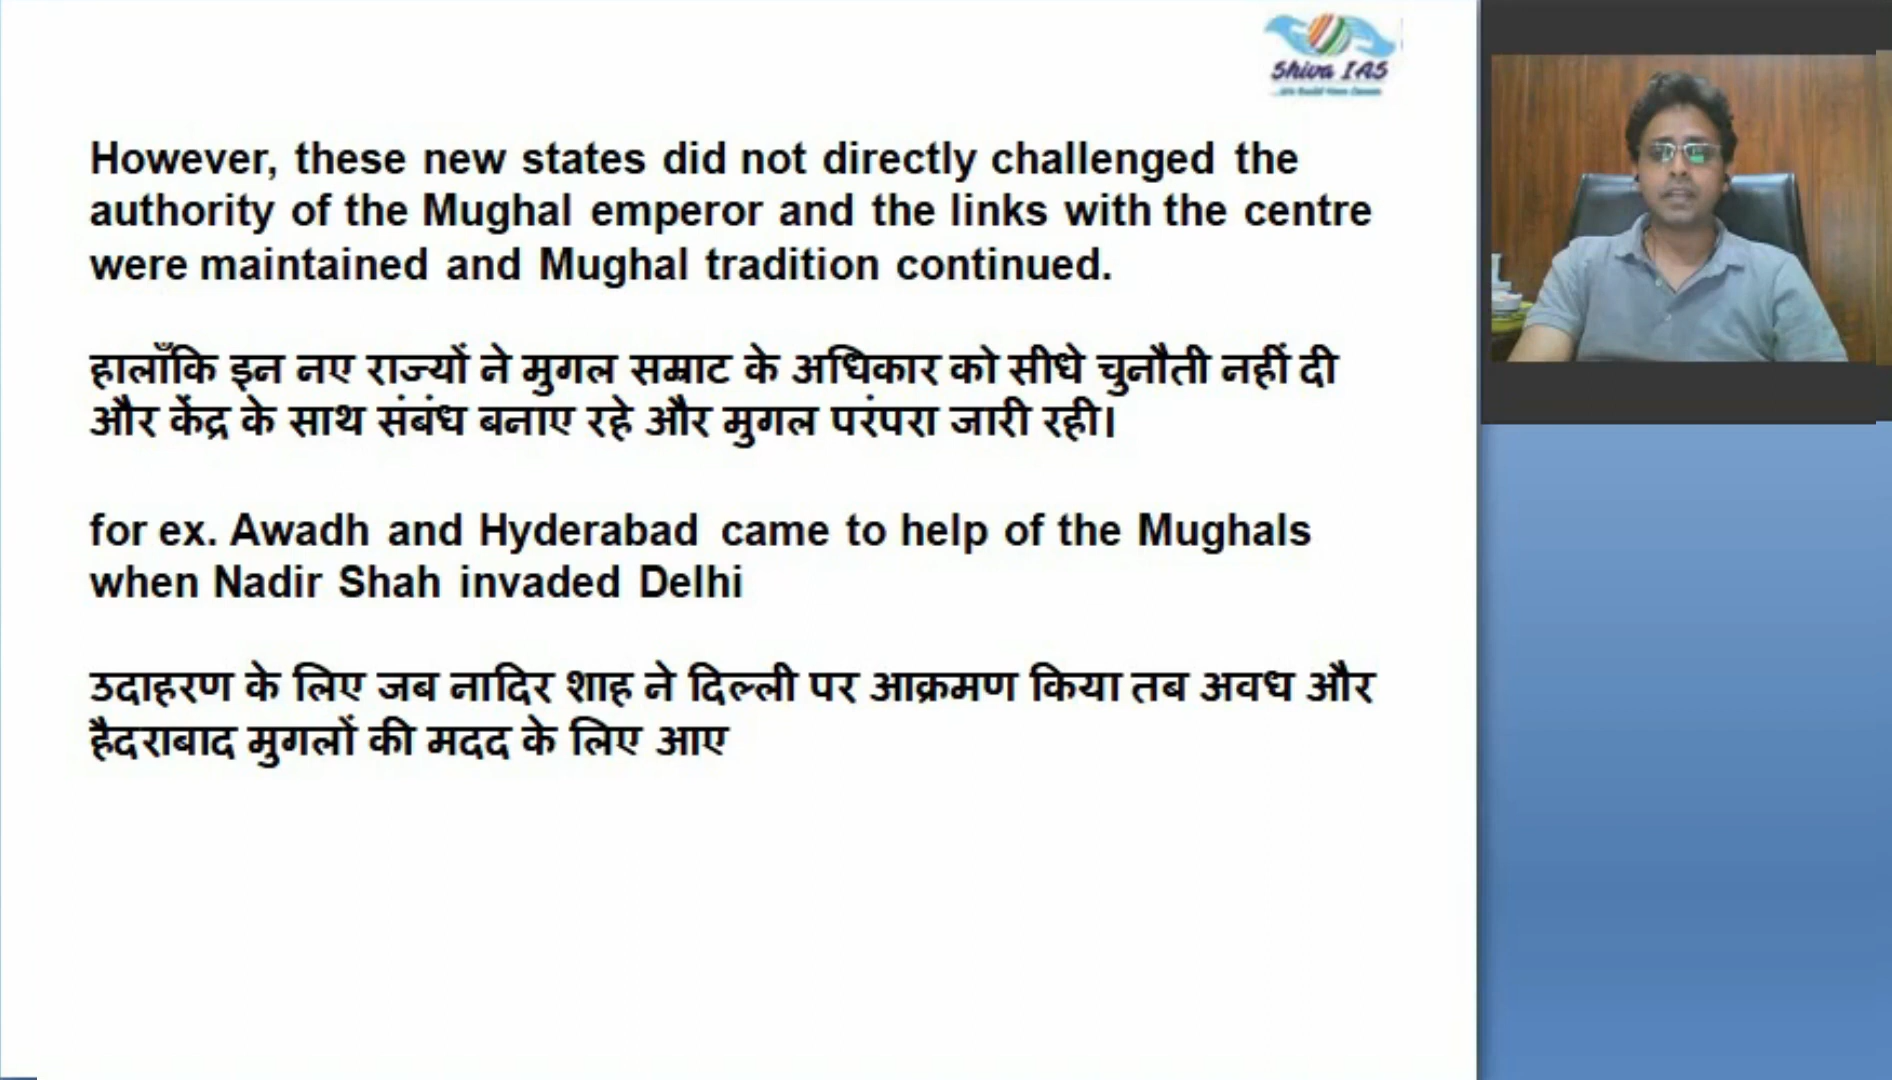 Shiva IAS
However, these new states did not directly challenged the
authority of the Mughal emperor and the links with the centre
were maintained and Mughal tradition continued.
हालाँकि इन नए राज्यों ने मुगल सम्राट के अधिकार को सीधे चुनौती नहीं दी
और केंद्र के साथ संबंध बनाए रहे और मुगल परंपरा जारी रही।
for ex. Awadh and Hyderabad came to help of the Mughals
when Nadir Shah invaded Delhi
उदाहरण के लिए जब नादिर शाह ने दिल्ली पर आक्रमण किया तब अवध और
हैदराबाद मुगलों की मदद के लिए आए